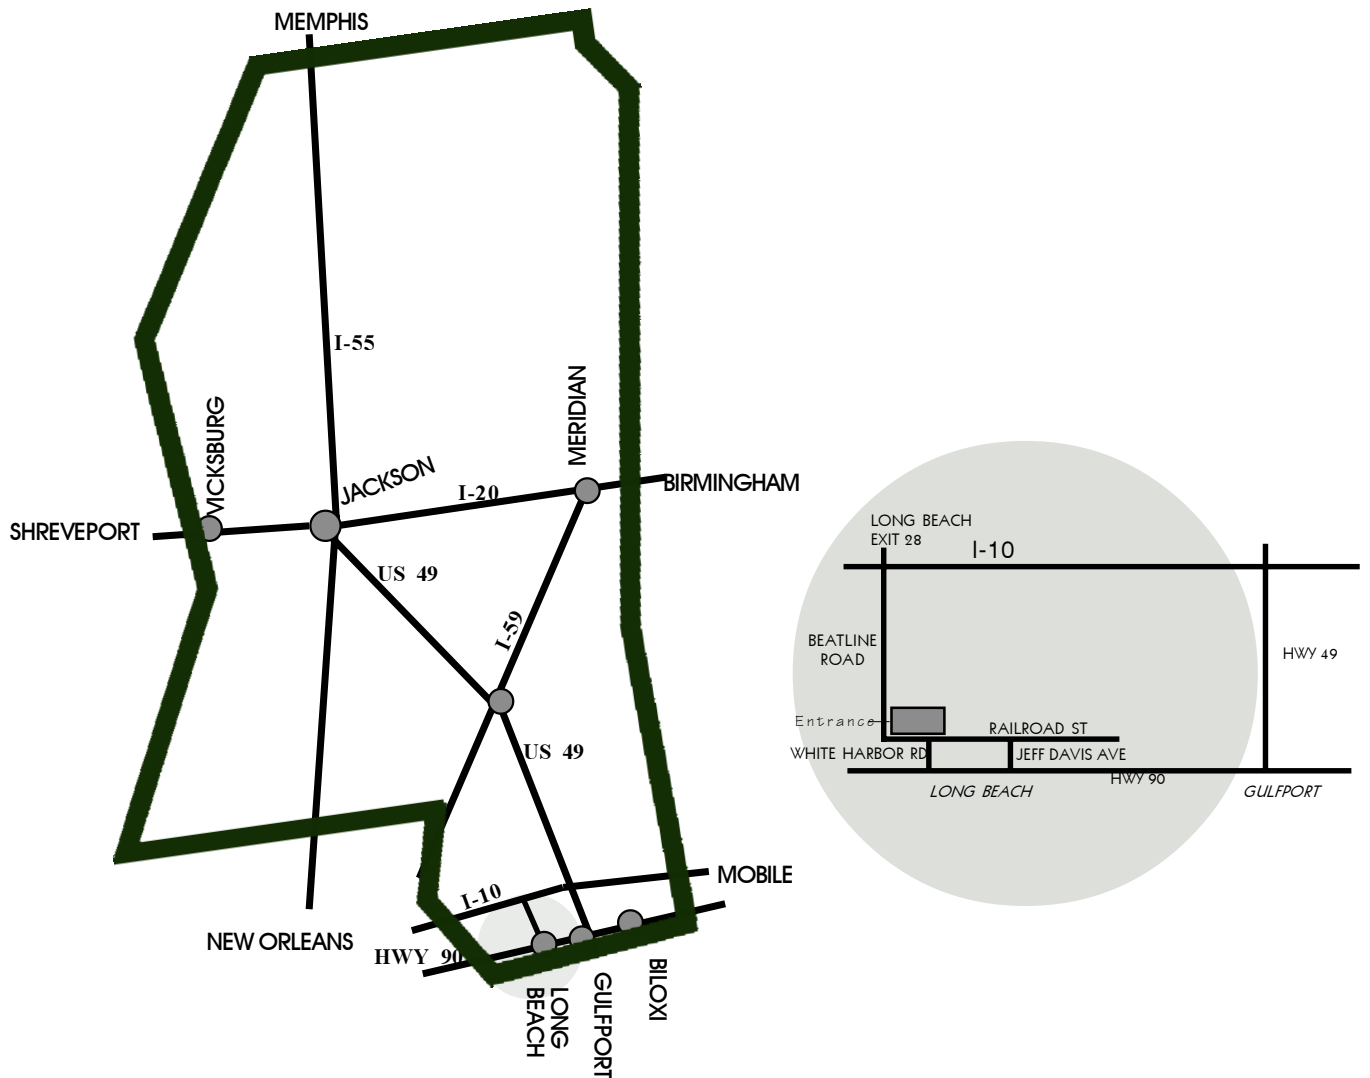 MEMPHIS
I-55
VICKSBURG
JACKSON
I-20
MERIDIAN
BIRMINGHAM
SHREVEPORT
US 49
I-59
US 49
I-10
MOBILE
NEW ORLEANS
HWY 90
LONG
BEACH
GULFPORT
BILOXI
LONG BEACH
EXIT 28
I-10
BEATLINE
ROAD
HWY 49
Entrance
RAILROAD ST
WHITE HARBOR RD
JEFF DAVIS AVE
HWY 90
LONG BEACH
GULFPORT